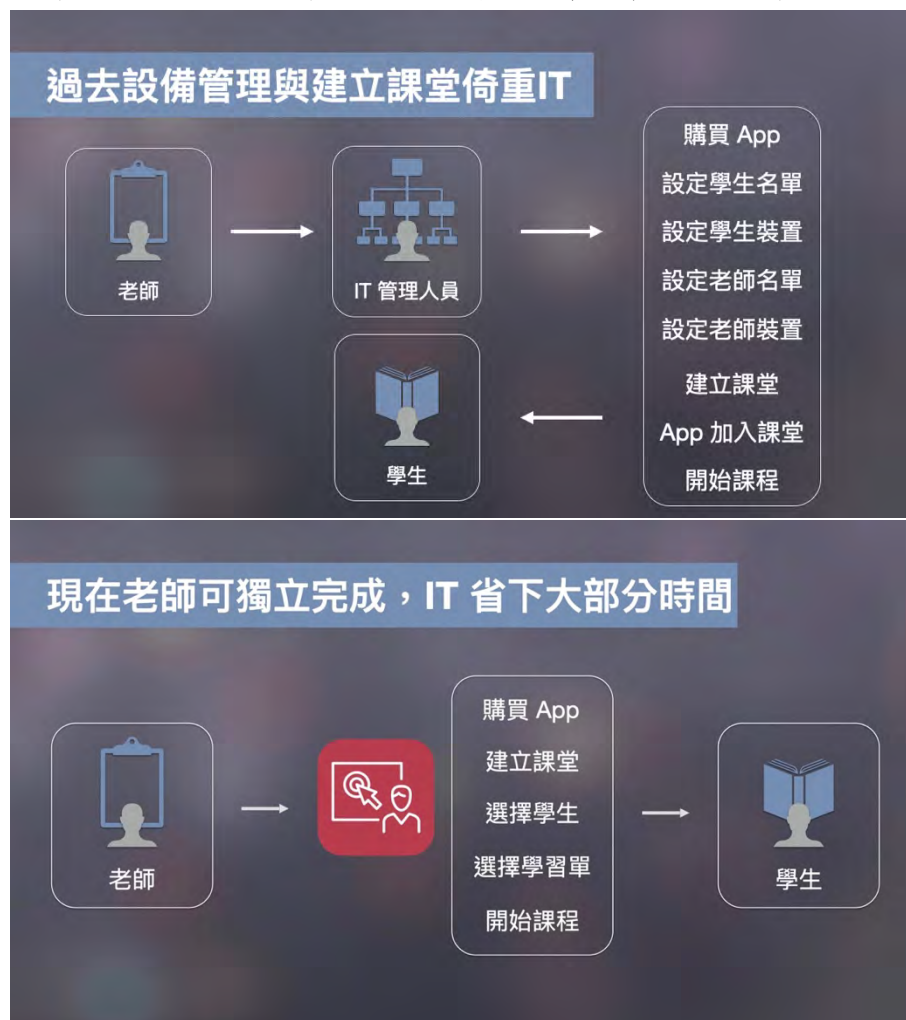 過去設備管理與建立課堂倚重IT
老師
IT 管理人員
學生
購買 App
設定學生名單
設定學生裝置
設定老師名單
設定老師裝置
建立課堂
App 加入課堂
開始課程
現在老師可獨立完成，IT 省下大部分時間
老師
購買 App
建立課堂
選擇學生
選擇學習單
開始課程
學生